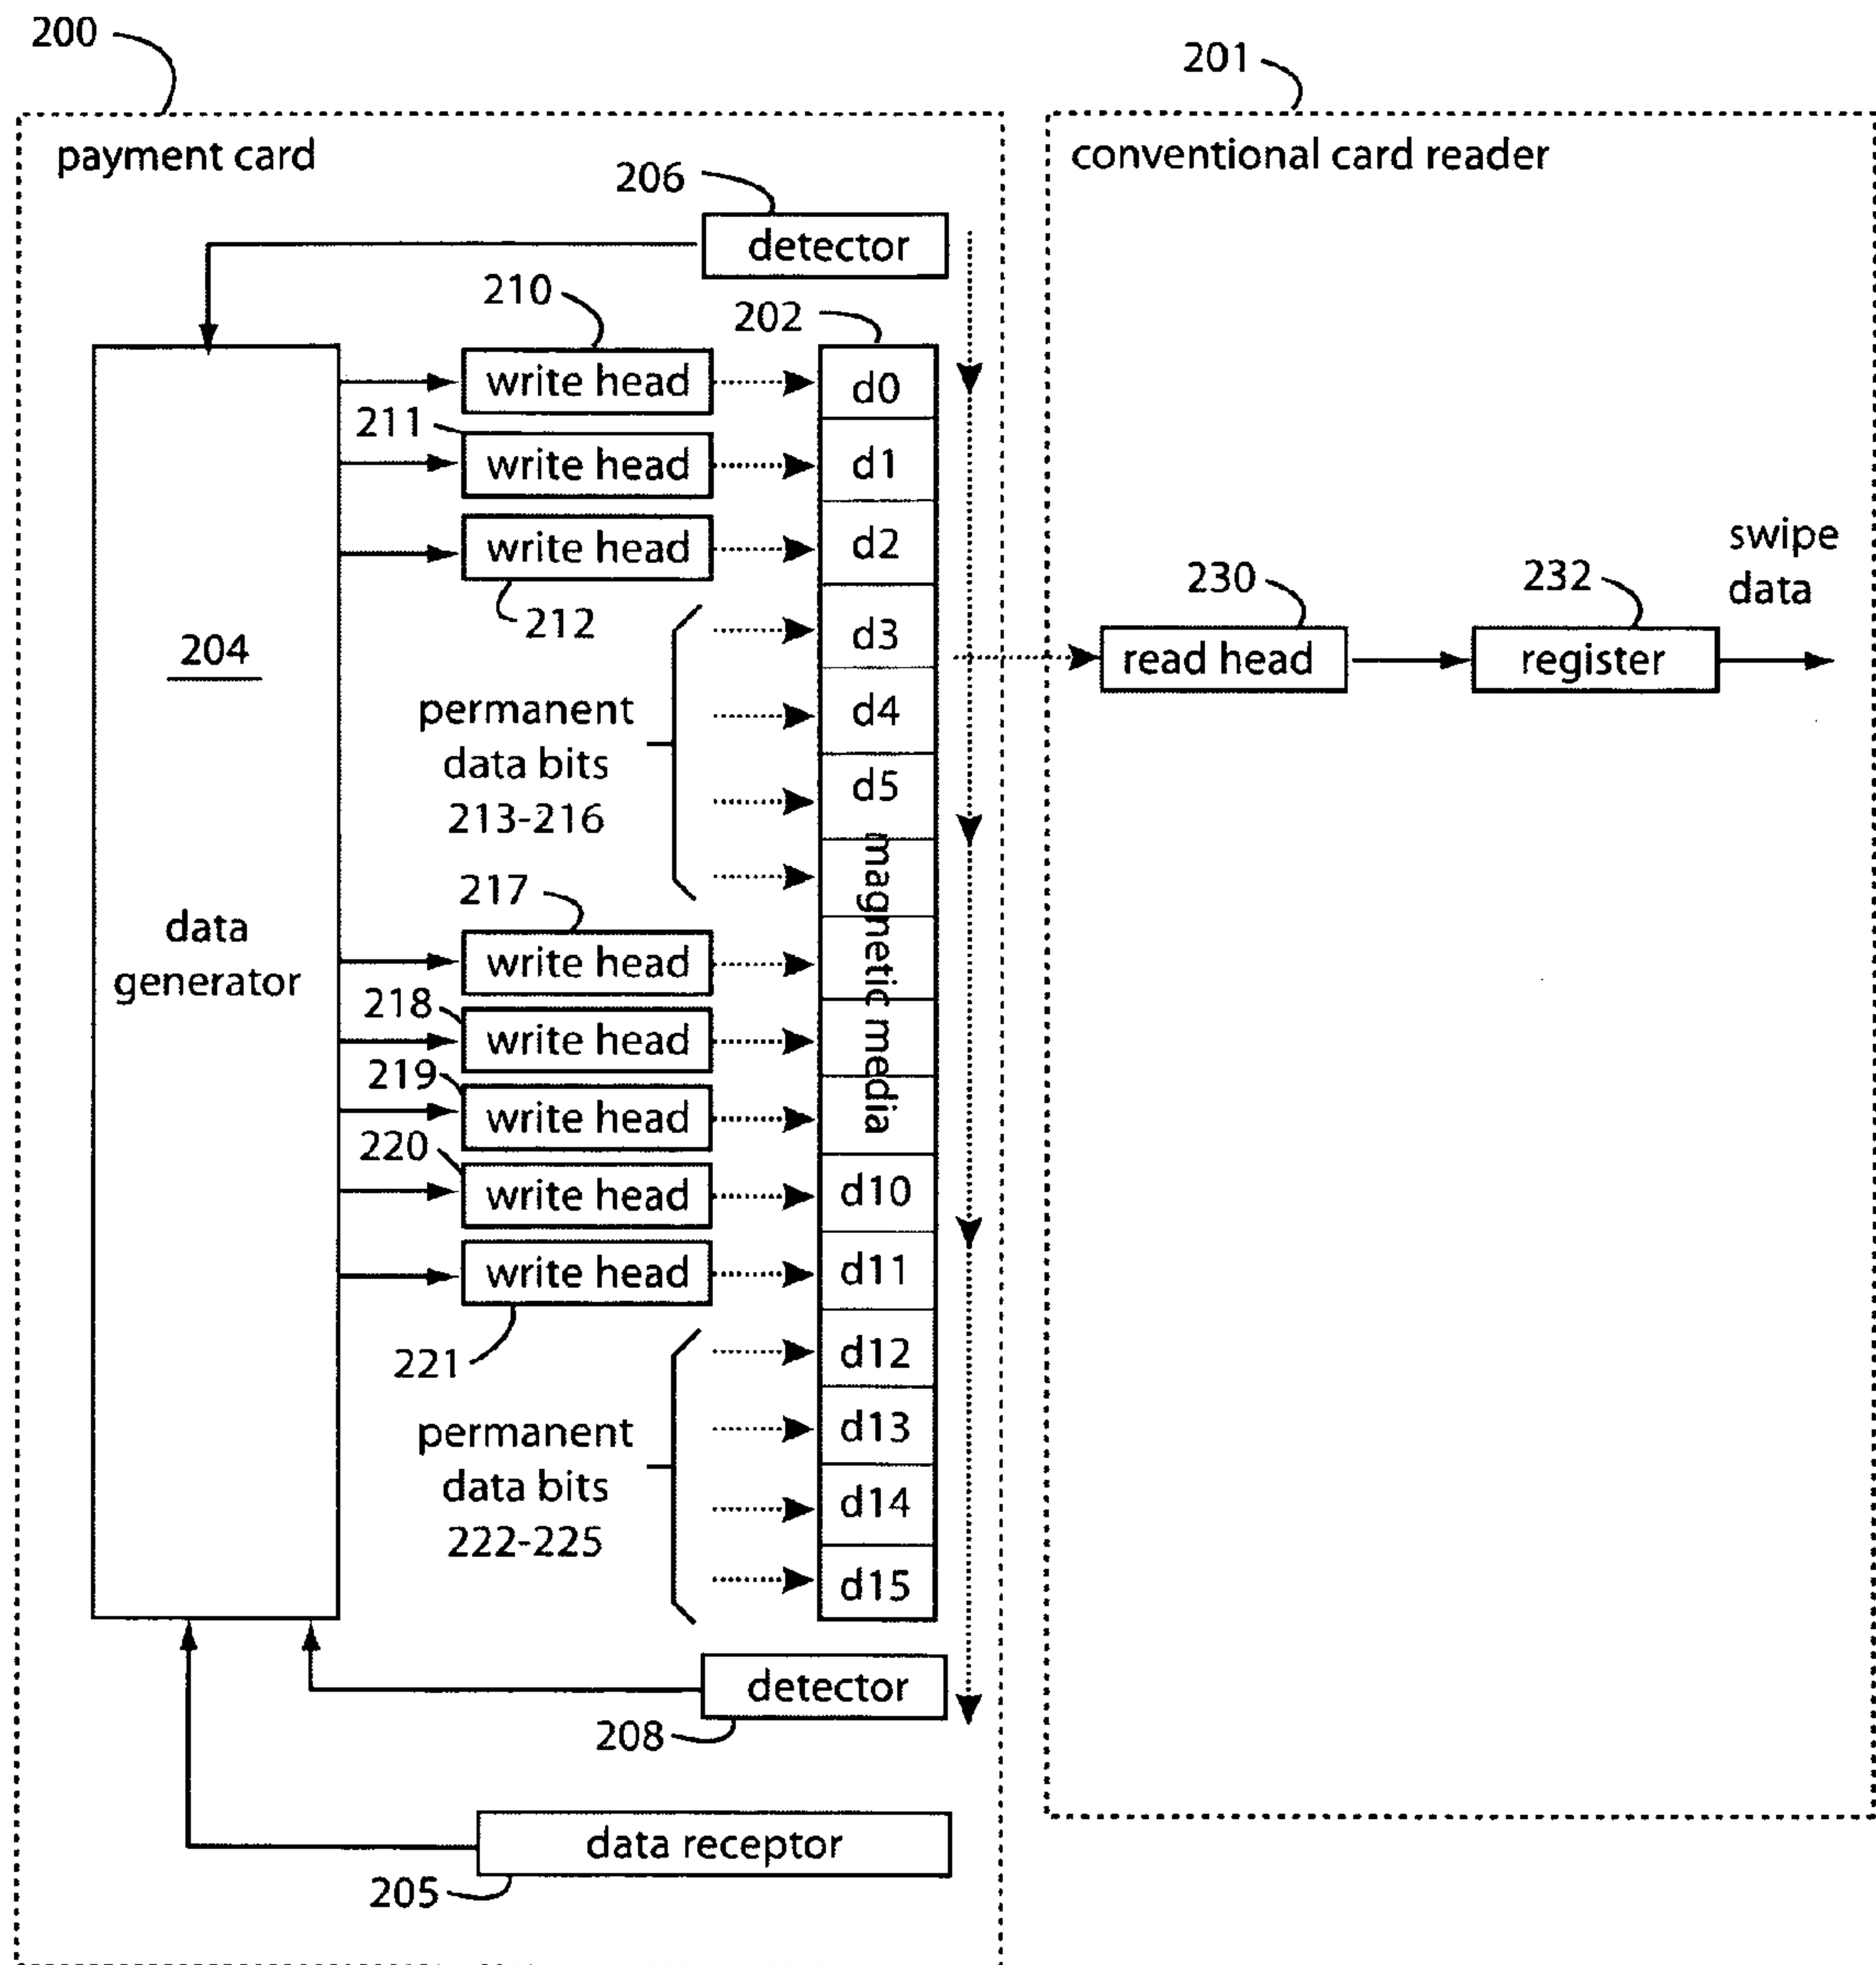 200
201
payment card
conventional card reader
206
detector
210
202
write head
d0
211
write head
d1
write head
d2
swipe
data
212
230
232
204
d3
read head
register
permanent
data bits
213-216
d4
d5
magnetic media
217
data
generator
write head
218
write head
219
write head
220
write head
d10
write head
d11
221
d12
permanent
data bits
222-225
d13
d14
d15
detector
208
data receptor
205